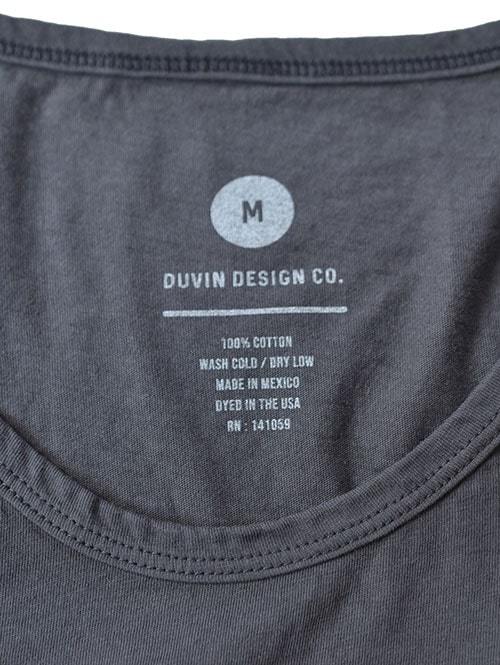 M
DUVIN DESIGN CO.
100% COTTON
WASH COLD / DRY LOW
MADE IN MEXICO
DYED IN THE USA
RN : 141059